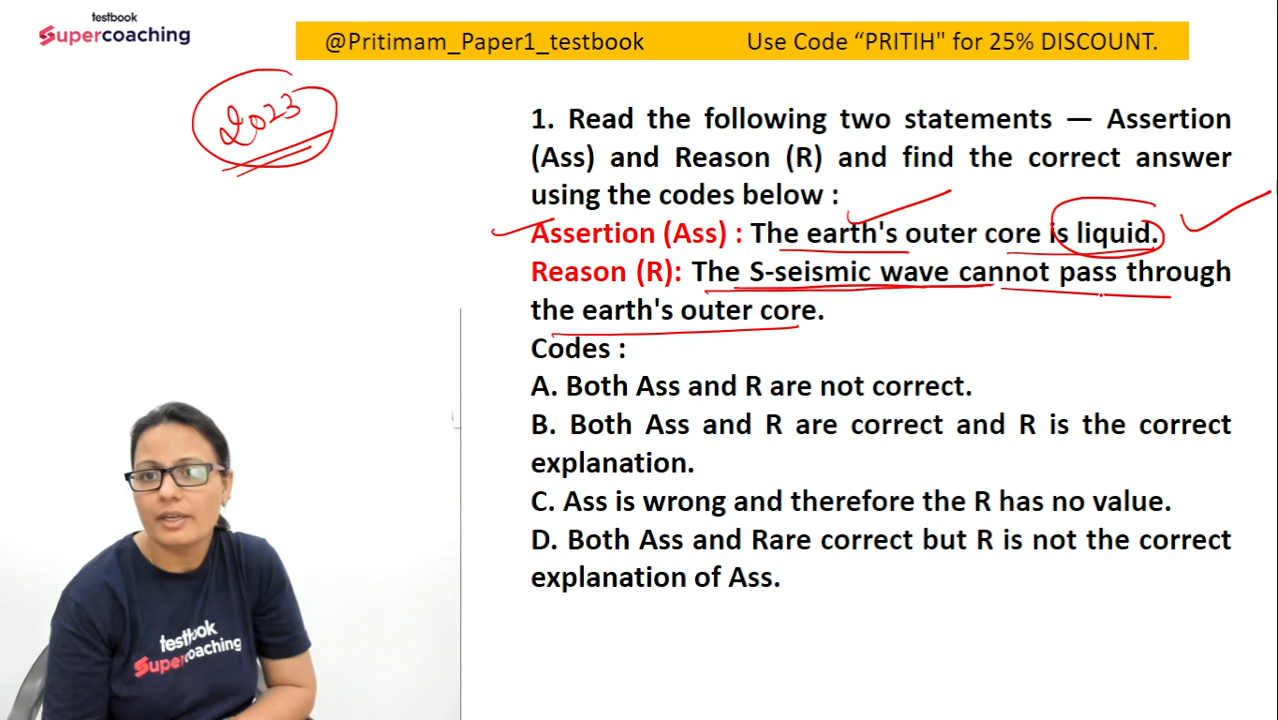 testbook
Supercoaching
@Pritimam_Paper1_testbook Use Code “PRITIH" for 25% DISCOUNT.
2023
1. Read the following two statements — Assertion
(Ass) and Reason (R) and find the correct answer
using the codes below :
Assertion (Ass) : The earth's outer core is liquid.
Reason (R): The S-seismic wave cannot pass through
the earth's outer core.
Codes :
A. Both Ass and R are not correct.
B. Both Ass and R are correct and R is the correct
explanation.
C. Ass is wrong and therefore the R has no value.
D. Both Ass and Rare correct but R is not the correct
explanation of Ass.
testbook
Supercoaching